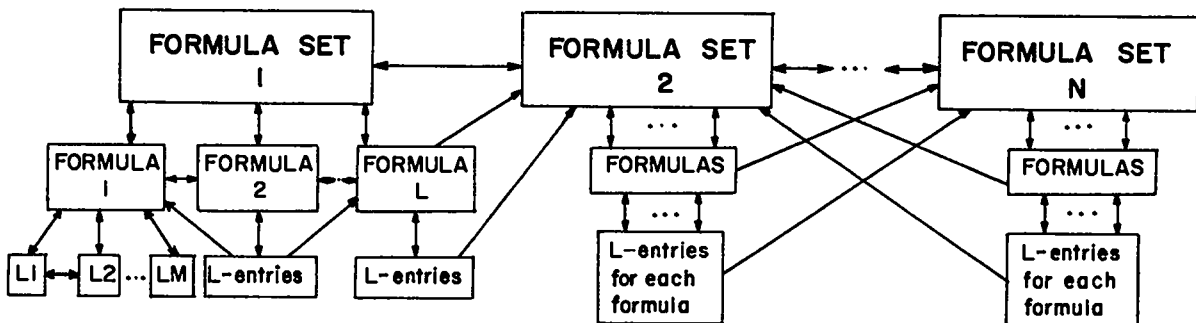 FORMULA SET
1
FORMULA SET
2
...
FORMULA SET
N
FORMULA
1
FORMULA
2
...
FORMULA
L
...
FORMULAS
...
FORMULAS
L1
L2
...
LM
L-entries
L-entries
...
L-entries
for each
formula
...
L-entries
for each
formula